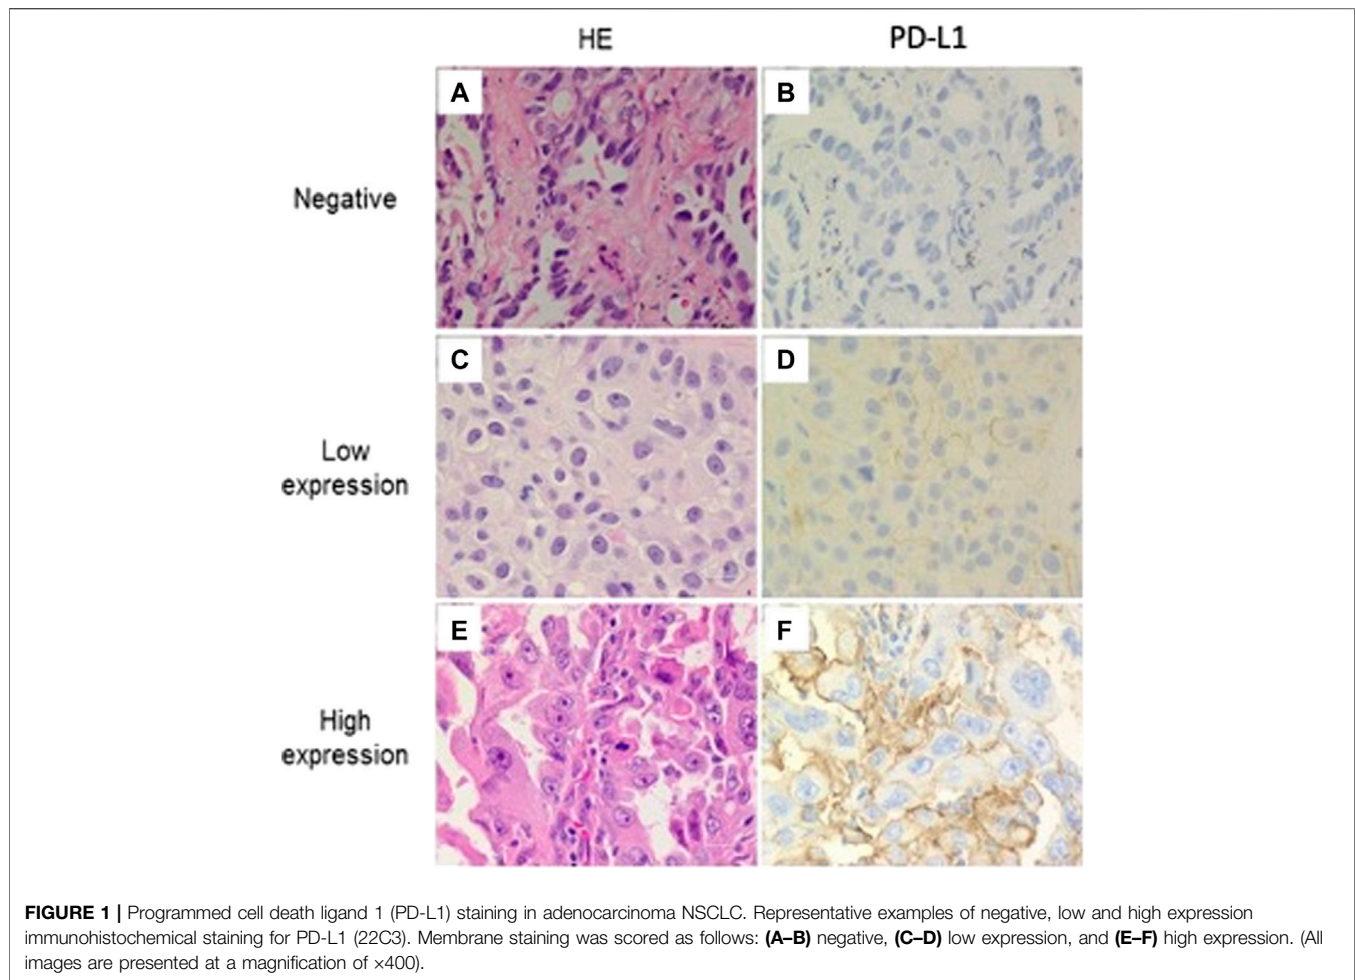 HE
PD-L1
A
B
Negative
C
D
Low
expression
E
F
High
expression
FIGURE 1 | Programmed cell death ligand 1 (PD-L1) staining in adenocarcinoma NSCLC. Representative examples of negative, low and high expression
immunohistochemical staining for PD-L1 (22C3). Membrane staining was scored as follows: (A–B) negative, (C–D) low expression, and (E–F) high expression. (All
images are presented at a magnification of ×400).